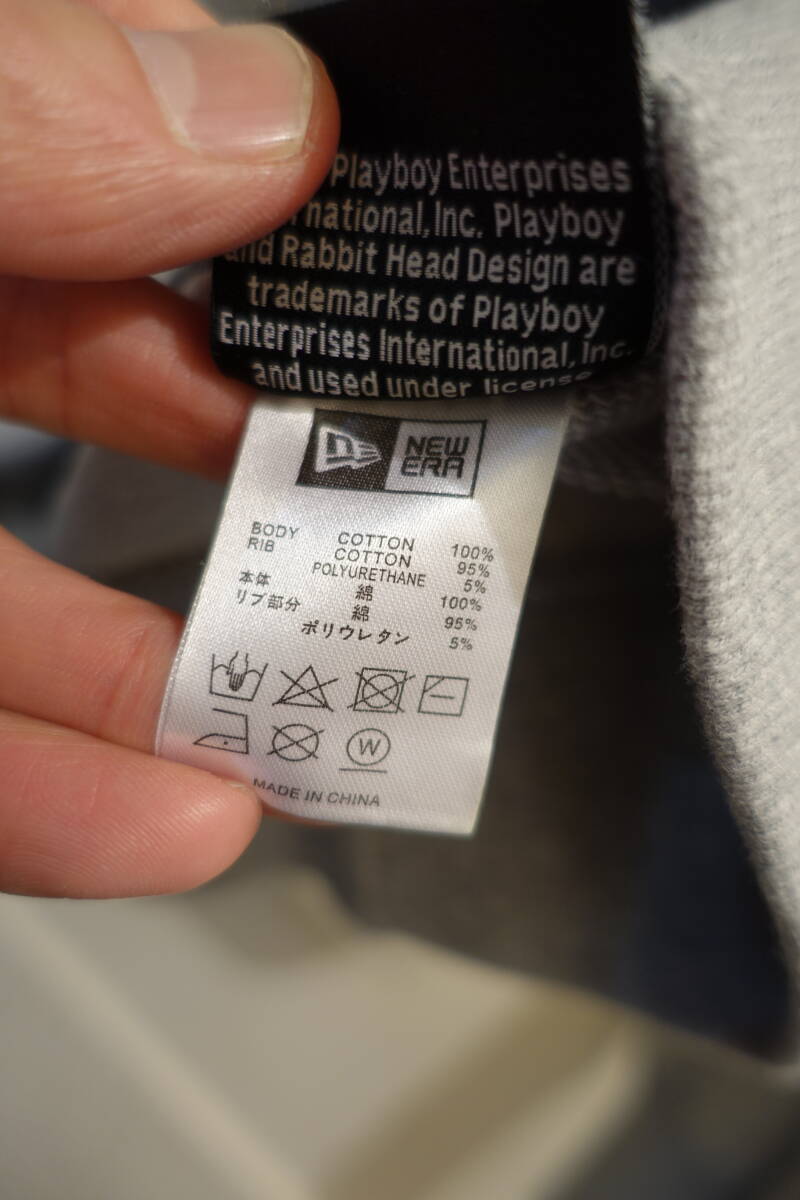 Playboy Enterprises
national, Inc. Playboy
and Rabbit Head Design are
trademarks of Playboy
Enterprises International, Inc.
and used under license
NEW ERA
BODY COTTON 100%
RIB COTTON 95%
POLYURETHANE 5%
本体 綿 100%
リブ部分 綿 95%
ポリウレタン 5%
W
MADE IN CHINA